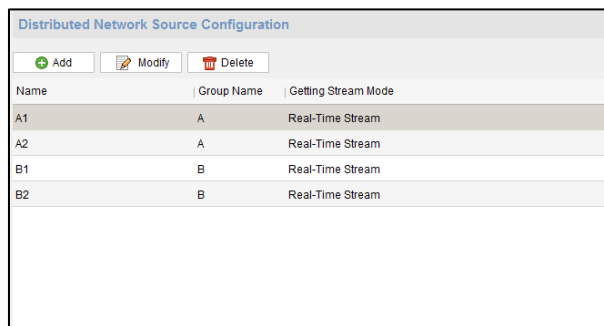 Distributed Network Source Configuration
Add Modify Delete
Name Group Name Getting Stream Mode
A1 A Real-Time Stream
A2 A Real-Time Stream
B1 B Real-Time Stream
B2 B Real-Time Stream